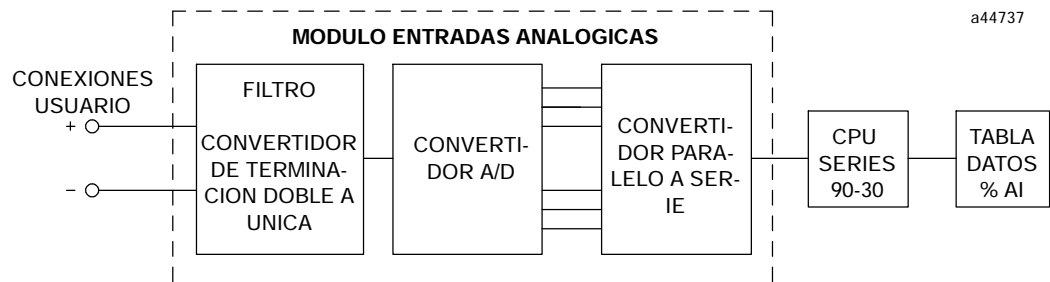 a44737
MODULO ENTRADAS ANALOGICAS
CONEXIONES
USUARIO
+
−
FILTRO
CONVERTIDOR
DE TERMINA-
CION DOBLE A
UNICA
CONVERTI-
DOR A/D
CONVERTI-
DOR PARA-
LELO A SER-
IE
CPU
SERIES
90-30
TABLA
DATOS
% AI